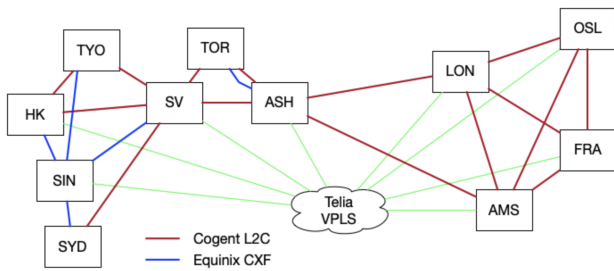 OSL
TYO
TOR
LON
SV
ASH
HK
FRA
SIN
Telia
VPLS
AMS
SYD
Cogent L2C
Equinix CXF